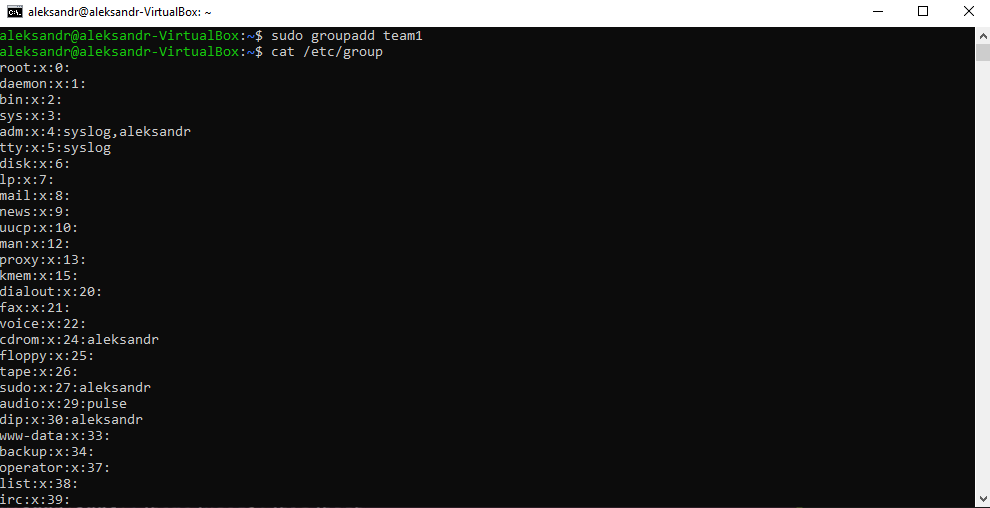 aleksandr@aleksandr-VirtualBox: ~
aleksandr@aleksandr-VirtualBox:~$ sudo groupadd team1
aleksandr@aleksandr-VirtualBox:~$ cat /etc/group
root:x:0:
daemon:x:1:
bin:x:2:
sys:x:3:
adm:x:4:syslog,aleksandr
tty:x:5:syslog
disk:x:6:
lp:x:7:
mail:x:8:
news:x:9:
uucp:x:10:
man:x:12:
proxy:x:13:
kmem:x:15:
dialout:x:20:
fax:x:21:
voice:x:22:
cdrom:x:24:aleksandr
floppy:x:25:
tape:x:26:
sudo:x:27:aleksandr
audio:x:29:pulse
dip:x:30:aleksandr
www-data:x:33:
backup:x:34:
operator:x:37:
list:x:38:
irc:x:39: